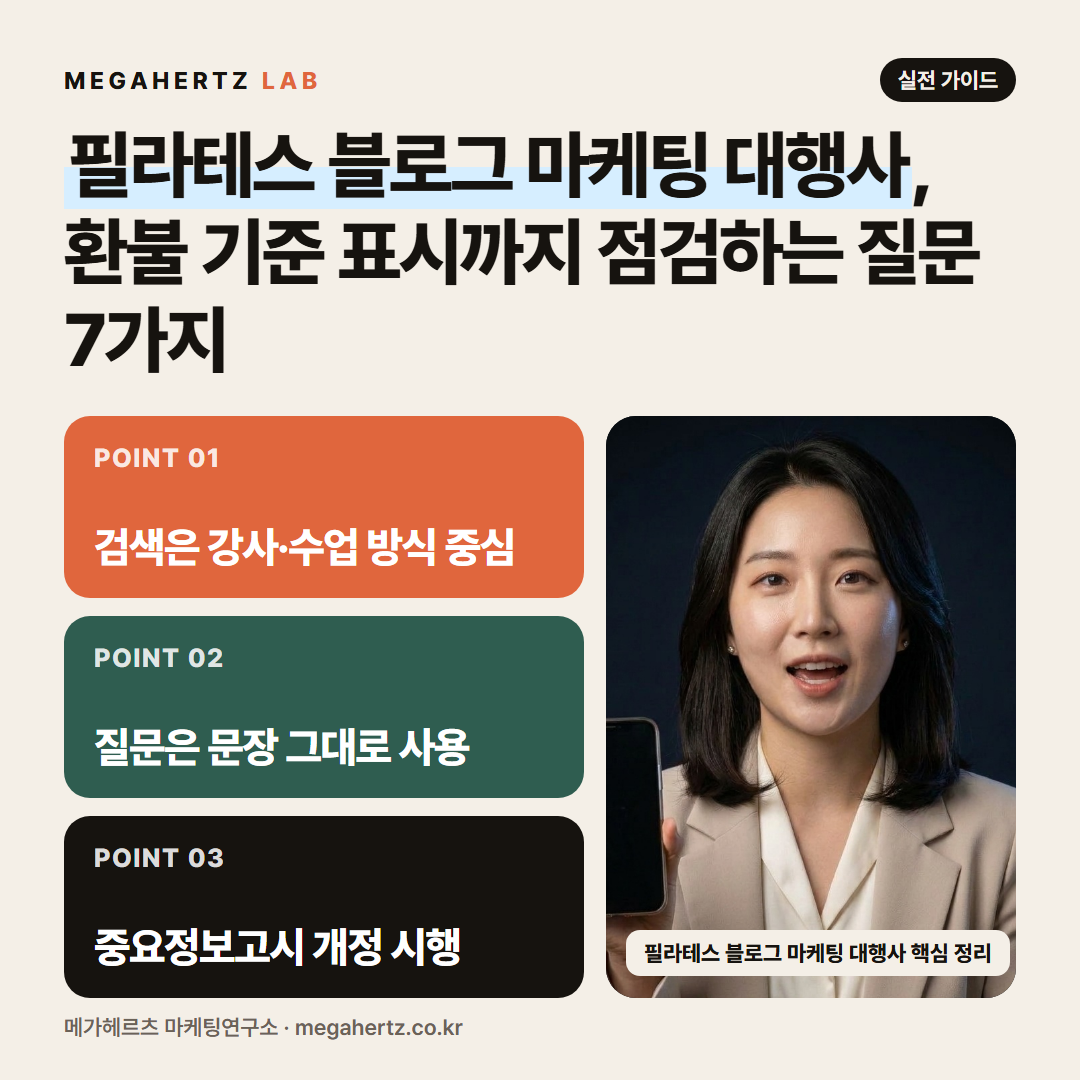 MEGAHERTZ LAB
실전 가이드
필라테스 블로그 마케팅 대행사,
환불 기준 표시까지 점검하는 질문
7가지
POINT 01
검색은 강사·수업 방식 중심
POINT 02
질문은 문장 그대로 사용
POINT 03
중요정보고시 개정 시행
필라테스 블로그 마케팅 대행사 핵심 정리
메가헤르츠 마케팅연구소 · megahertz.co.kr